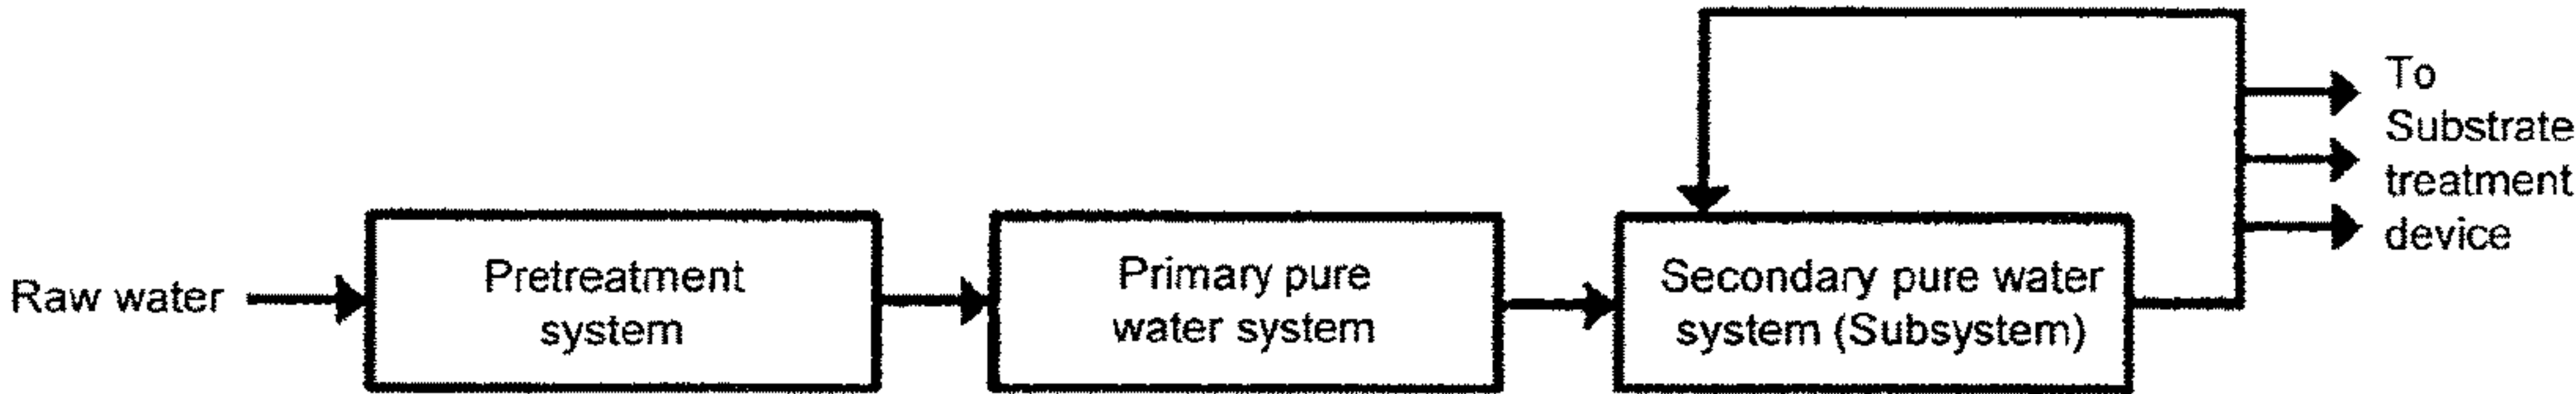 Raw water
Pretreatment
system
Primary pure
water system
Secondary pure water
system (Subsystem)
To
Substrate
treatment
device